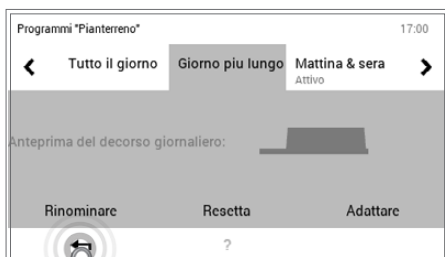 Programmi "Pianterreno" 17:00
Tutto il giorno Giorno piu lungo Mattina & sera
Attivo
Anteprima del decorso giornaliero:
Rinominare Resetta Adattare
?